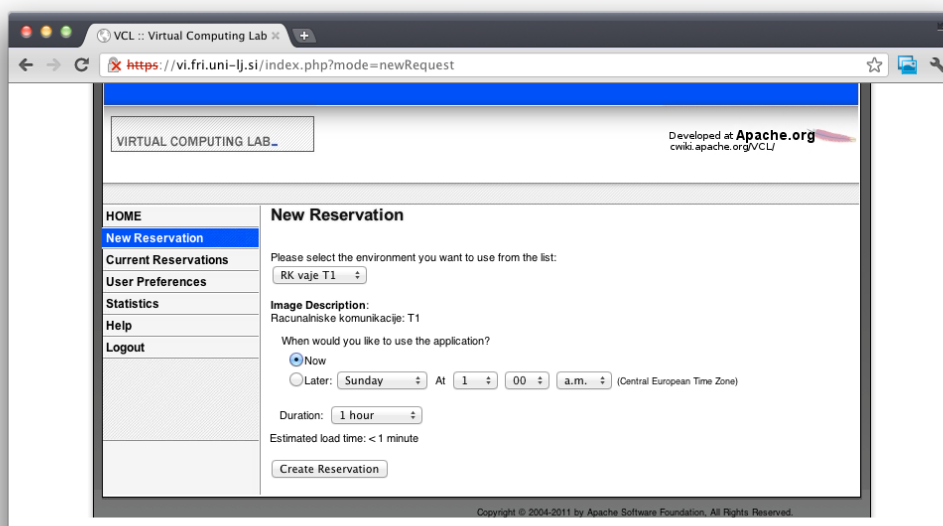 VCL :: Virtual Computing Lab
https://vi.fri.uni-lj.si/index.php?mode=newRequest
VIRTUAL COMPUTING LAB_
Developed at Apache.org
cwiki.apache.org/VCL/
HOME
New Reservation
Current Reservations
User Preferences
Statistics
Help
Logout
New Reservation
Please select the environment you want to use from the list:
RK vaje T1
Image Description:
Racunalniske komunikacije: T1
When would you like to use the application?
Now
Later: Sunday At 1 00 a.m. (Central European Time Zone)
Duration: 1 hour
Estimated load time: < 1 minute
Create Reservation
Copyright © 2004-2011 by Apache Software Foundation, All Rights Reserved.